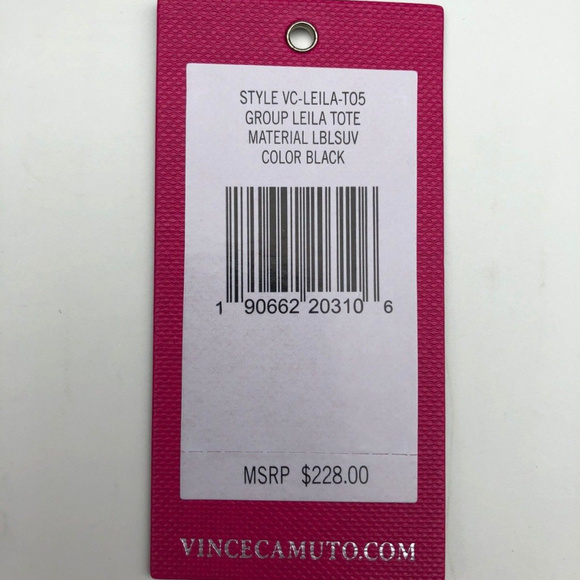 STYLE VC-LEILA-TO5
GROUP LEILA TOTE
MATERIAL LBLSUV
COLOR BLACK
1 90662 20310 6
MSRP $228.00
VINCECAMUTO.COM